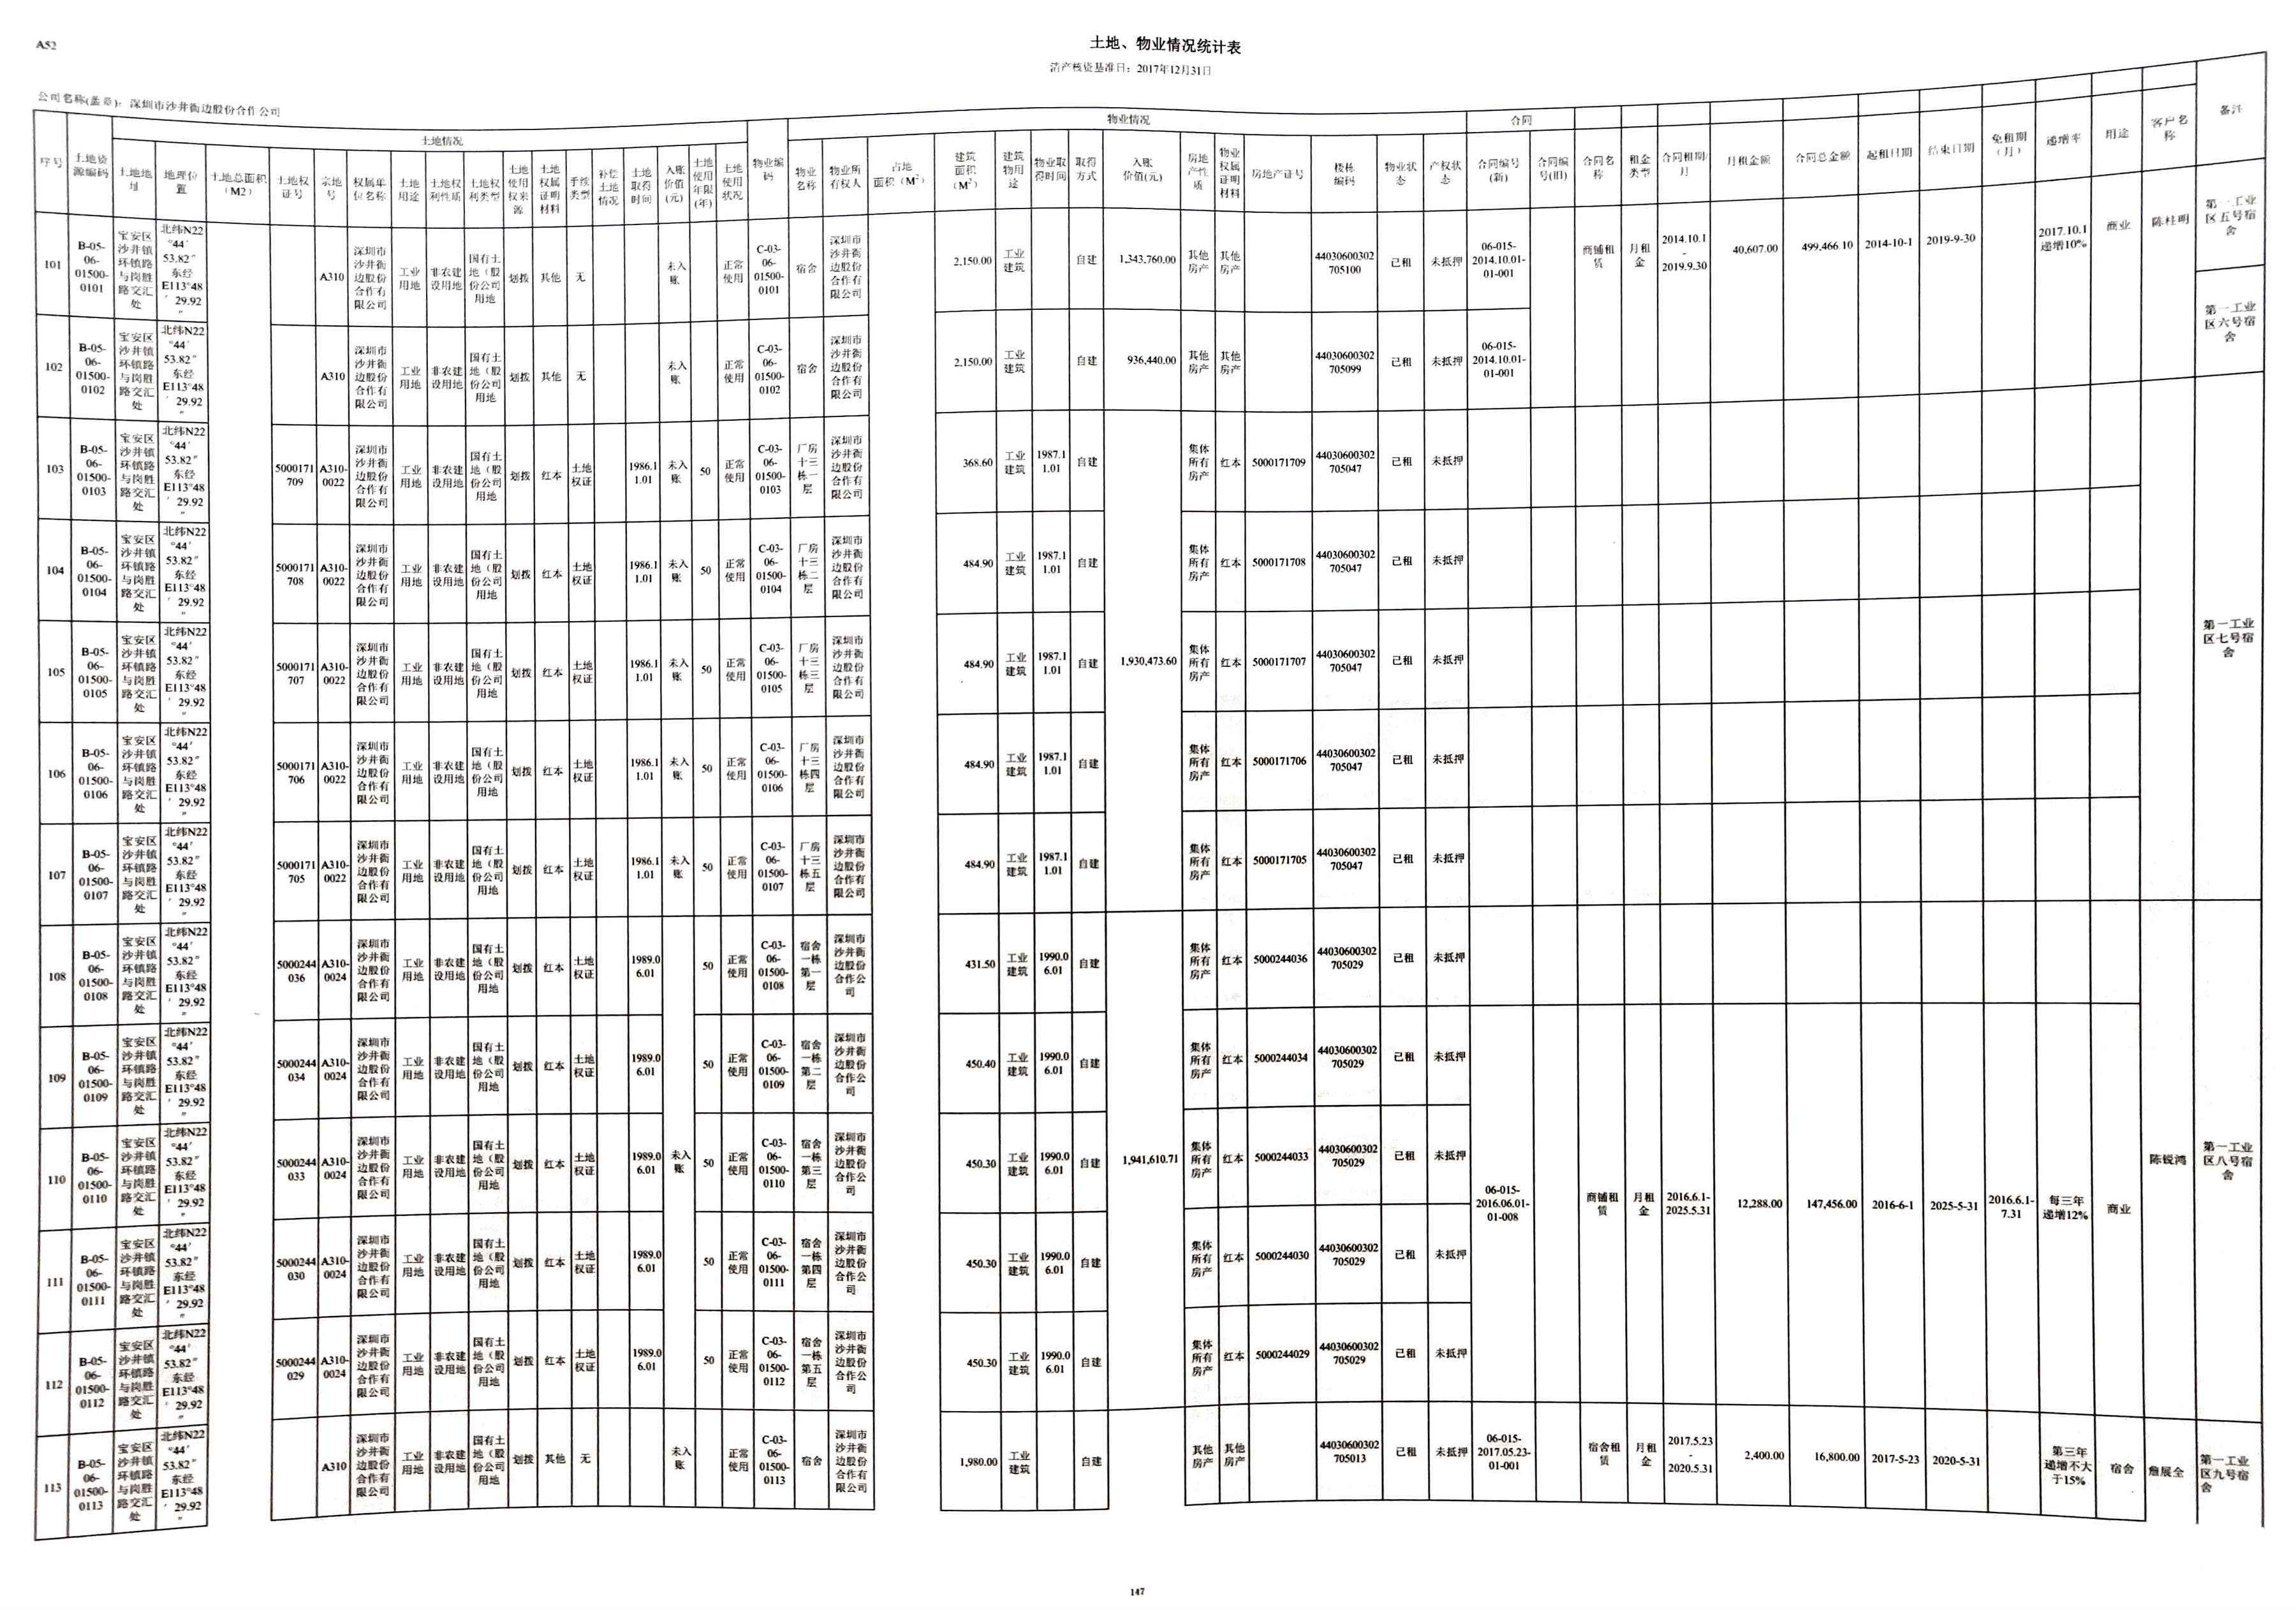 A52
土地、物业情况统计表
清产核资基准日：2017年12月31日
公司名称(盖章)：深圳市沙井衙边股份合作公司
土地情况 物业情况 合同
序号 土地资源编码 土地地址 地理位置 土地总面积（M2） 土地权证号 宗地号 权属单位名称 土地用途 土地权利性质 土地权利类型 土地使用权来源 土地权属证明材料 手续类型 补偿土地情况 土地取得时间 入账价值(元) 土地使用年限(年) 土地使用状况 物业编码 物业名称 物业所有权人 占地面积（M²） 建筑面积（M²） 建筑物用途 物业取得时间 取得方式 入账价值(元) 房地产性质 物业权属证明材料 房地产证号 楼栋编码 物业状态 产权状态 合同编号(新) 合同编号(旧) 合同名称 租金类型 合同租期/月 月租金额 合同总金额 起租日期 结束日期 免租期（月） 递增率 用途 客户名称 备注
101 B-05-06-01500-0101 宝安区沙井镇环镇路与岗胜路交汇处 北纬N22°44′53.82″东经E113°48′29.92″ A310 深圳市沙井衙边股份合作有限公司 工业用地 非农建设用地 国有土地（股份公司用地 划拨 其他 无 未入账 正常使用 C-03-06-01500-0101 宿舍 深圳市沙井衙边股份合作有限公司 2,150.00 工业建筑 自建 1,343,760.00 其他房产 其他房产 44030600302705100 已租 未抵押 06-015-2014.10.01-01-001 商铺租赁 月租金 2014.10.1-2019.9.30 40,607.00 499,466.10 2014-10-1 2019-9-30 2017.10.1递增10% 商业 陈桂明 第一工业区五号宿舍
102 B-05-06-01500-0102 宝安区沙井镇环镇路与岗胜路交汇处 北纬N22°44′53.82″东经E113°48′29.92″ A310 深圳市沙井衙边股份合作有限公司 工业用地 非农建设用地 国有土地（股份公司用地 划拨 其他 无 未入账 正常使用 C-03-06-01500-0102 宿舍 深圳市沙井衙边股份合作有限公司 2,150.00 工业建筑 自建 936,440.00 其他房产 其他房产 44030600302705099 已租 未抵押 06-015-2014.10.01-01-001 第一工业区六号宿舍
103 B-05-06-01500-0103 宝安区沙井镇环镇路与岗胜路交汇处 北纬N22°44′53.82″东经E113°48′29.92″ 5000171709 A310-0022 深圳市沙井衙边股份合作有限公司 工业用地 非农建设用地 国有土地（股份公司用地 划拨 红本 土地权证 1986.11.01 未入账 50 正常使用 C-03-06-01500-0103 厂房十三栋一层 深圳市沙井衙边股份合作有限公司 368.60 工业建筑 1987.11.01 自建 集体所有房产 红本 5000171709 44030600302705047 已租 未抵押
104 B-05-06-01500-0104 宝安区沙井镇环镇路与岗胜路交汇处 北纬N22°44′53.82″东经E113°48′29.92″ 5000171708 A310-0022 深圳市沙井衙边股份合作有限公司 工业用地 非农建设用地 国有土地（股份公司用地 划拨 红本 土地权证 1986.11.01 未入账 50 正常使用 C-03-06-01500-0104 厂房十三栋二层 深圳市沙井衙边股份合作有限公司 484.90 工业建筑 1987.11.01 自建 集体所有房产 红本 5000171708 44030600302705047 已租 未抵押
105 B-05-06-01500-0105 宝安区沙井镇环镇路与岗胜路交汇处 北纬N22°44′53.82″东经E113°48′29.92″ 5000171707 A310-0022 深圳市沙井衙边股份合作有限公司 工业用地 非农建设用地 国有土地（股份公司用地 划拨 红本 土地权证 1986.11.01 未入账 50 正常使用 C-03-06-01500-0105 厂房十三栋三层 深圳市沙井衙边股份合作有限公司 484.90 工业建筑 1987.11.01 自建 1,930,473.60 集体所有房产 红本 5000171707 44030600302705047 已租 未抵押 第一工业区七号宿舍
106 B-05-06-01500-0106 宝安区沙井镇环镇路与岗胜路交汇处 北纬N22°44′53.82″东经E113°48′29.92″ 5000171706 A310-0022 深圳市沙井衙边股份合作有限公司 工业用地 非农建设用地 国有土地（股份公司用地 划拨 红本 土地权证 1986.11.01 未入账 50 正常使用 C-03-06-01500-0106 厂房十三栋四层 深圳市沙井衙边股份合作有限公司 484.90 工业建筑 1987.11.01 自建 集体所有房产 红本 5000171706 44030600302705047 已租 未抵押
107 B-05-06-01500-0107 宝安区沙井镇环镇路与岗胜路交汇处 北纬N22°44′53.82″东经E113°48′29.92″ 5000171705 A310-0022 深圳市沙井衙边股份合作有限公司 工业用地 非农建设用地 国有土地（股份公司用地 划拨 红本 土地权证 1986.11.01 未入账 50 正常使用 C-03-06-01500-0107 厂房十三栋五层 深圳市沙井衙边股份合作有限公司 484.90 工业建筑 1987.11.01 自建 集体所有房产 红本 5000171705 44030600302705047 已租 未抵押
108 B-05-06-01500-0108 宝安区沙井镇环镇路与岗胜路交汇处 北纬N22°44′53.82″东经E113°48′29.92″ 5000244036 A310-0024 深圳市沙井衙边股份合作有限公司 工业用地 非农建设用地 国有土地（股份公司用地 划拨 红本 土地权证 1989.06.01 50 正常使用 C-03-06-01500-0108 宿舍一栋第一层 深圳市沙井衙边股份合作公司 431.50 工业建筑 1990.06.01 自建 集体所有房产 红本 5000244036 44030600302705029 已租 未抵押
109 B-05-06-01500-0109 宝安区沙井镇环镇路与岗胜路交汇处 北纬N22°44′53.82″东经E113°48′29.92″ 5000244034 A310-0024 深圳市沙井衙边股份合作有限公司 工业用地 非农建设用地 国有土地（股份公司用地 划拨 红本 土地权证 1989.06.01 50 正常使用 C-03-06-01500-0109 宿舍一栋第二层 深圳市沙井衙边股份合作公司 450.40 工业建筑 1990.06.01 自建 集体所有房产 红本 5000244034 44030600302705029 已租 未抵押
110 B-05-06-01500-0110 宝安区沙井镇环镇路与岗胜路交汇处 北纬N22°44′53.82″东经E113°48′29.92″ 5000244033 A310-0024 深圳市沙井衙边股份合作有限公司 工业用地 非农建设用地 国有土地（股份公司用地 划拨 红本 土地权证 1989.06.01 未入账 50 正常使用 C-03-06-01500-0110 宿舍一栋第三层 深圳市沙井衙边股份合作公司 450.30 工业建筑 1990.06.01 自建 1,941,610.71 集体所有房产 红本 5000244033 44030600302705029 已租 未抵押 06-015-2016.06.01-01-008 商铺租赁 月租金 2016.6.1-2025.5.31 12,288.00 147,456.00 2016-6-1 2025-5-31 2016.6.1-7.31 每三年递增12% 商业 陈锐鸿 第一工业区八号宿舍
111 B-05-06-01500-0111 宝安区沙井镇环镇路与岗胜路交汇处 北纬N22°44′53.82″东经E113°48′29.92″ 5000244030 A310-0024 深圳市沙井衙边股份合作有限公司 工业用地 非农建设用地 国有土地（股份公司用地 划拨 红本 土地权证 1989.06.01 50 正常使用 C-03-06-01500-0111 宿舍一栋第四层 深圳市沙井衙边股份合作公司 450.30 工业建筑 1990.06.01 自建 集体所有房产 红本 5000244030 44030600302705029 已租 未抵押
112 B-05-06-01500-0112 宝安区沙井镇环镇路与岗胜路交汇处 北纬N22°44′53.82″东经E113°48′29.92″ 5000244029 A310-0024 深圳市沙井衙边股份合作有限公司 工业用地 非农建设用地 国有土地（股份公司用地 划拨 红本 土地权证 1989.06.01 50 正常使用 C-03-06-01500-0112 宿舍一栋第五层 深圳市沙井衙边股份合作公司 450.30 工业建筑 1990.06.01 自建 集体所有房产 红本 5000244029 44030600302705029 已租 未抵押
113 B-05-06-01500-0113 宝安区沙井镇环镇路与岗胜路交汇处 北纬N22°44′53.82″东经E113°48′29.92″ A310 深圳市沙井衙边股份合作有限公司 工业用地 非农建设用地 国有土地（股份公司用地 划拨 其他 无 未入账 正常使用 C-03-06-01500-0113 宿舍 深圳市沙井衙边股份合作有限公司 1,980.00 工业建筑 自建 其他房产 其他房产 44030600302705013 已租 未抵押 06-015-2017.05.23-01-001 宿舍租赁 月租金 2017.5.23-2020.5.31 2,400.00 16,800.00 2017-5-23 2020-5-31 第三年递增不大于15% 宿舍 詹展全 第一工业区九号宿舍
147